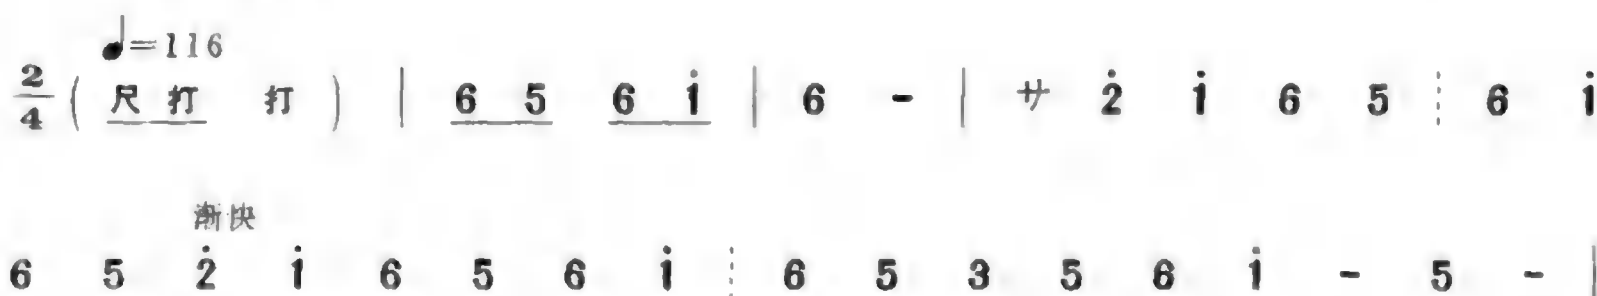 ♩=116
2/4 ( 尺打 打 ) | 6 5 6 i̇ | 6 - | サ 2̇ i̇ 6 5 ┊ 6 i̇
渐快
6 5 2̇ i̇ 6 5 6 i̇ ┊ 6 5 3 5 6 i̇ - 5 - |